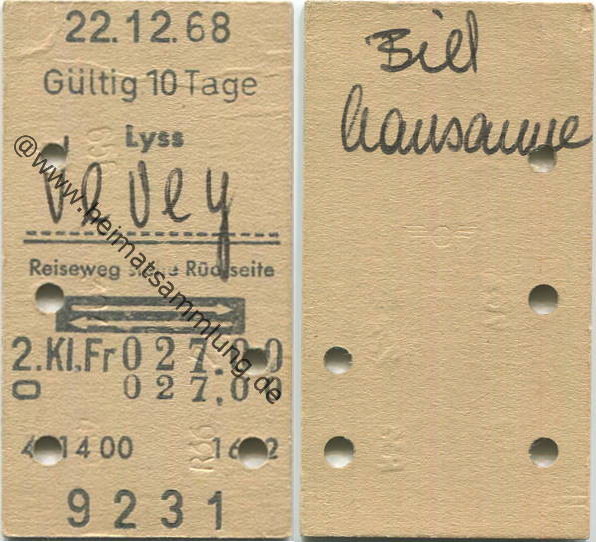 22.12.68
Gültig 10 Tage
Lyss
Vevey
Reiseweg siehe Rückseite
2. Kl. Fr 027.00
027.00
9231
Biel
Lausanne
@www.heimatsammlung.de